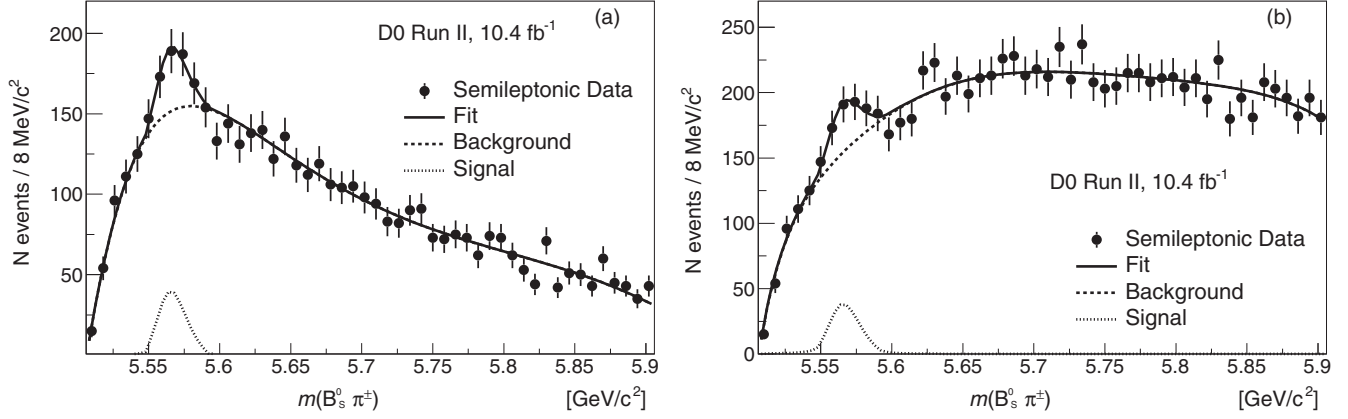 (a)
D0 Run II, 10.4 fb⁻¹
Semileptonic Data
Fit
Background
Signal
N events / 8 MeV/c²
200
150
100
50
5.55 5.6 5.65 5.7 5.75 5.8 5.85 5.9
m(B⁰ₛ π±) [GeV/c²]
(b)
D0 Run II, 10.4 fb⁻¹
Semileptonic Data
Fit
Background
Signal
N events / 8 MeV/c²
250
200
150
100
50
0
5.55 5.6 5.65 5.7 5.75 5.8 5.85 5.9
m(B⁰ₛ π±) [GeV/c²]